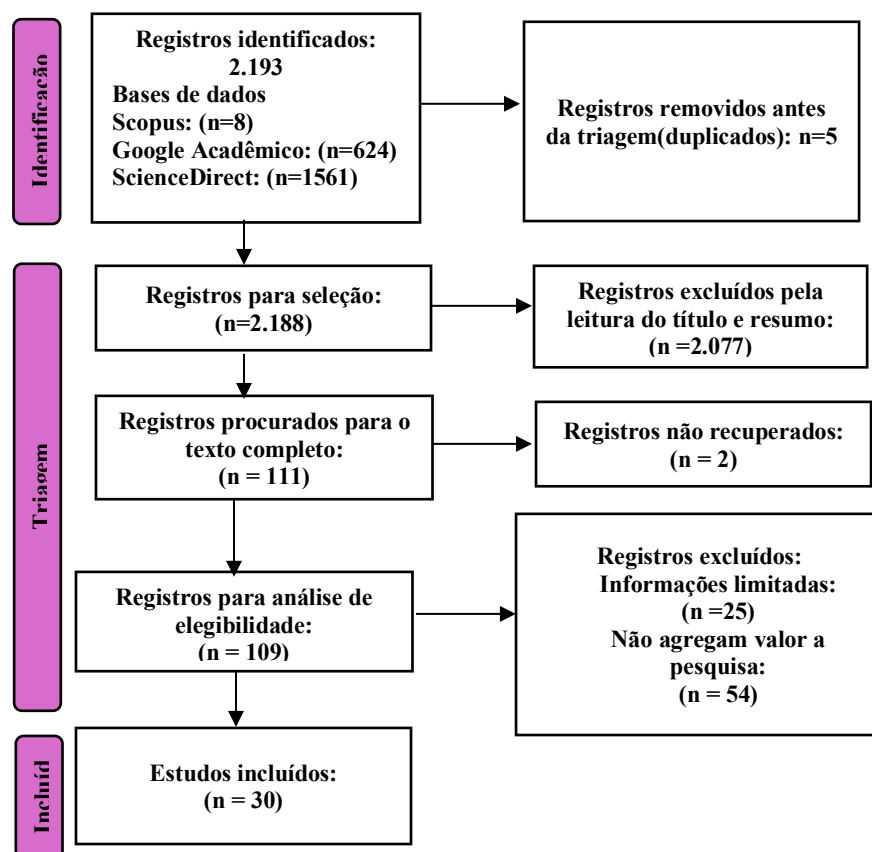 Identificação
Registros identificados:
2.193
Bases de dados
Scopus: (n=8)
Google Acadêmico: (n=624)
ScienceDirect: (n=1561)
Registros removidos antes
da triagem(duplicados): n=5
Triagem
Registros para seleção:
(n=2.188)
Registros excluídos pela
leitura do título e resumo:
(n =2.077)
Registros procurados para o
texto completo:
(n = 111)
Registros não recuperados:
(n = 2)
Registros para análise de
elegibilidade:
(n = 109)
Registros excluídos:
Informações limitadas:
(n =25)
Não agregam valor a
pesquisa:
(n = 54)
Incluíd
Estudos incluídos:
(n = 30)